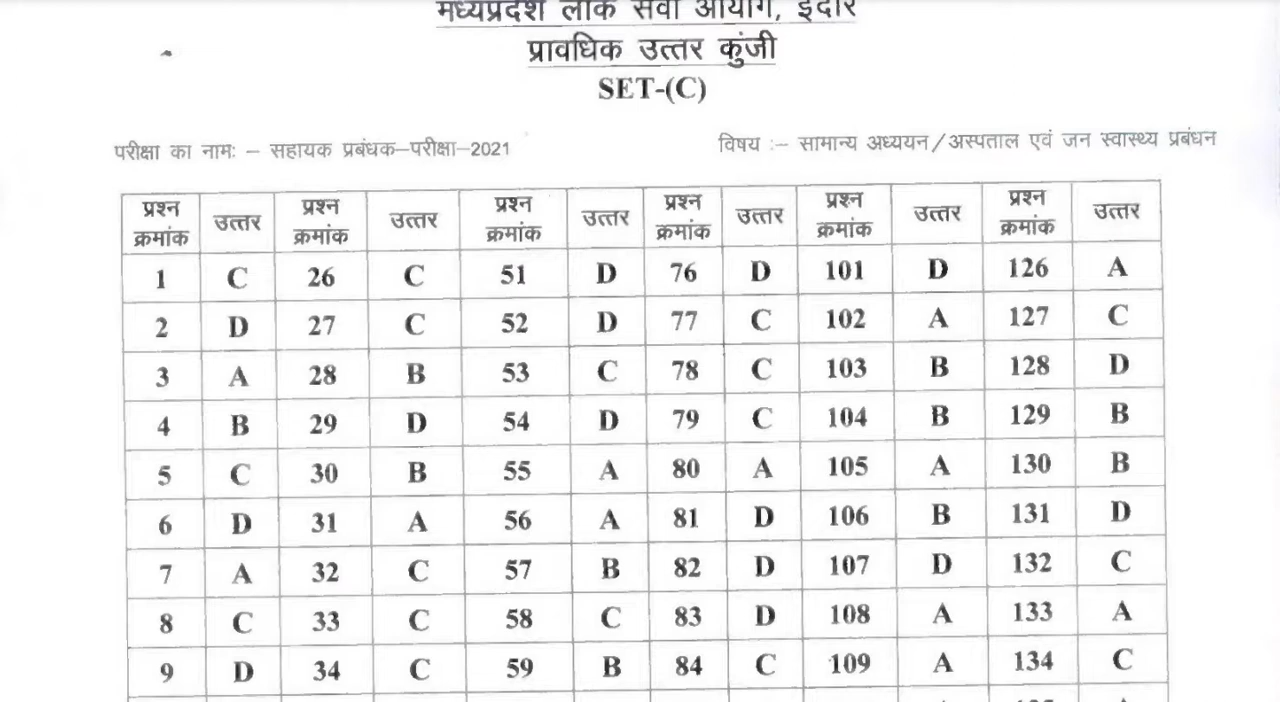 मध्यप्रदेश लोक सेवा आयोग, इंदौर
प्रावधिक उत्तर कुंजी
SET-(C)
परीक्षा का नामः – सहायक प्रबंधक–परीक्षा–2021 विषय :– सामान्य अध्ययन/अस्पताल एवं जन स्वास्थ्य प्रबंधन
प्रश्न क्रमांक उत्तर प्रश्न क्रमांक उत्तर प्रश्न क्रमांक उत्तर प्रश्न क्रमांक उत्तर प्रश्न क्रमांक उत्तर प्रश्न क्रमांक उत्तर
1 C 26 C 51 D 76 D 101 D 126 A
2 D 27 C 52 D 77 C 102 A 127 C
3 A 28 B 53 C 78 C 103 B 128 D
4 B 29 D 54 D 79 C 104 B 129 B
5 C 30 B 55 A 80 A 105 A 130 B
6 D 31 A 56 A 81 D 106 B 131 D
7 A 32 C 57 B 82 D 107 D 132 C
8 C 33 C 58 C 83 D 108 A 133 A
9 D 34 C 59 B 84 C 109 A 134 C